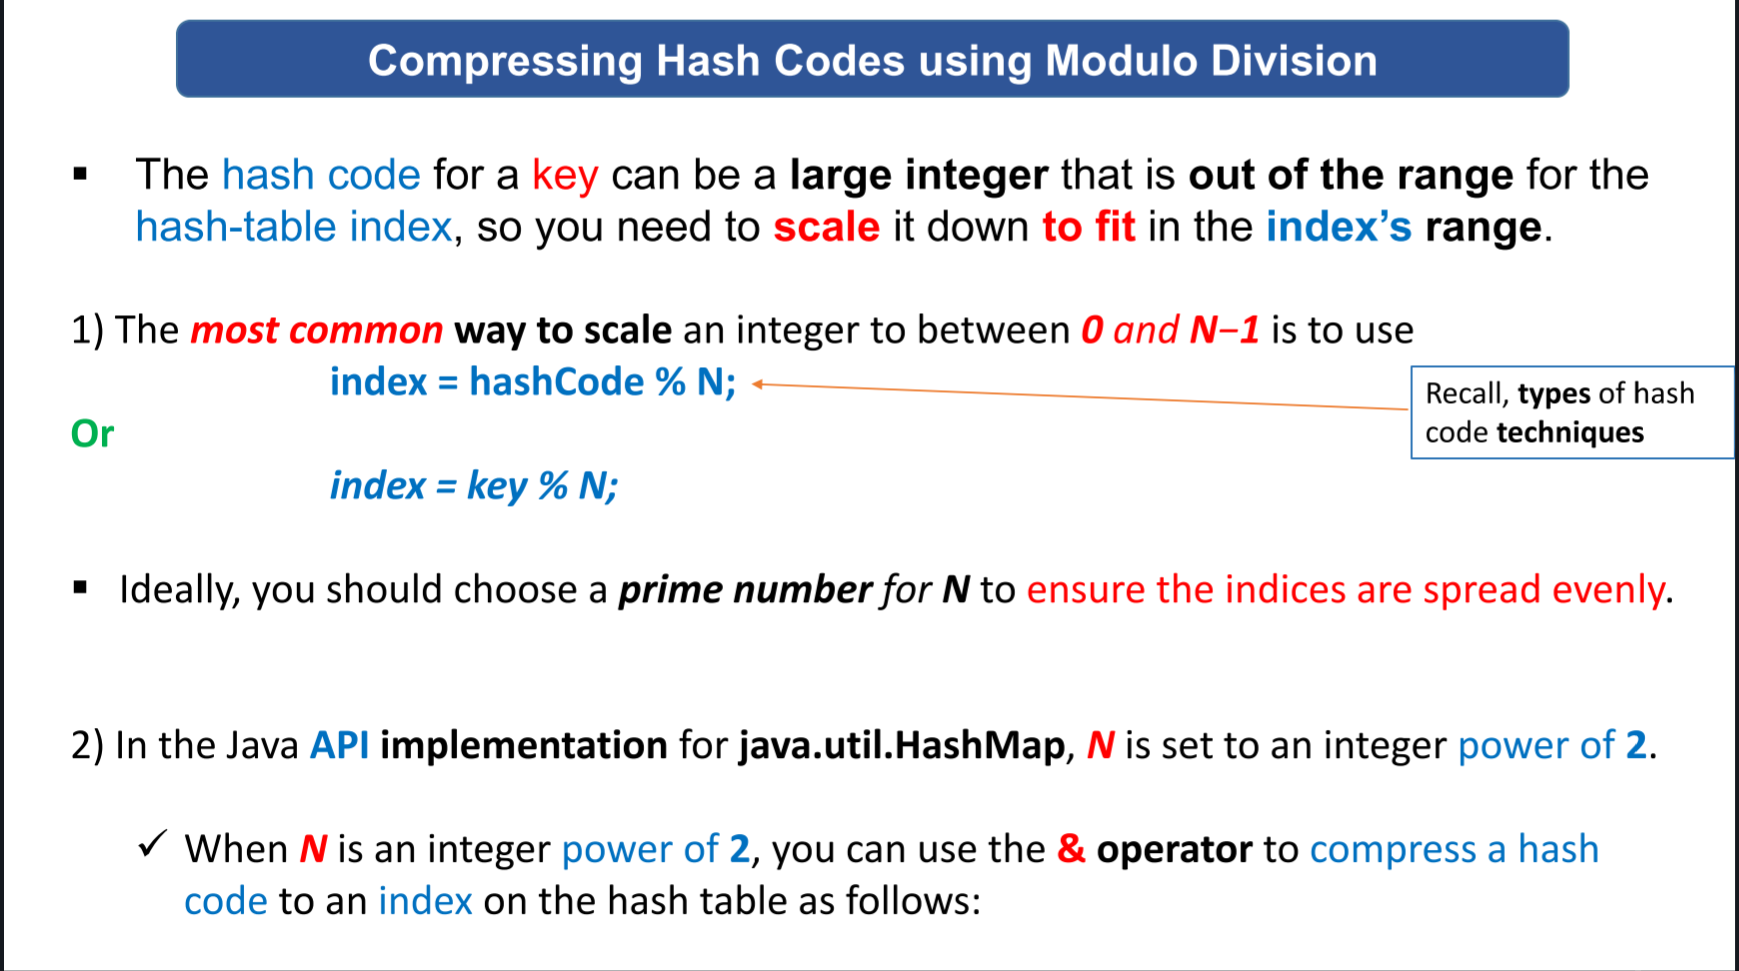 Compressing Hash Codes using Modulo Division
▪ The hash code for a key can be a large integer that is out of the range for the
hash-table index, so you need to scale it down to fit in the index’s range.
1) The most common way to scale an integer to between 0 and N–1 is to use
index = hashCode % N;
Recall, types of hash
code techniques
Or
index = key % N;
▪ Ideally, you should choose a prime number for N to ensure the indices are spread evenly.
2) In the Java API implementation for java.util.HashMap, N is set to an integer power of 2.
✓ When N is an integer power of 2, you can use the & operator to compress a hash
code to an index on the hash table as follows: